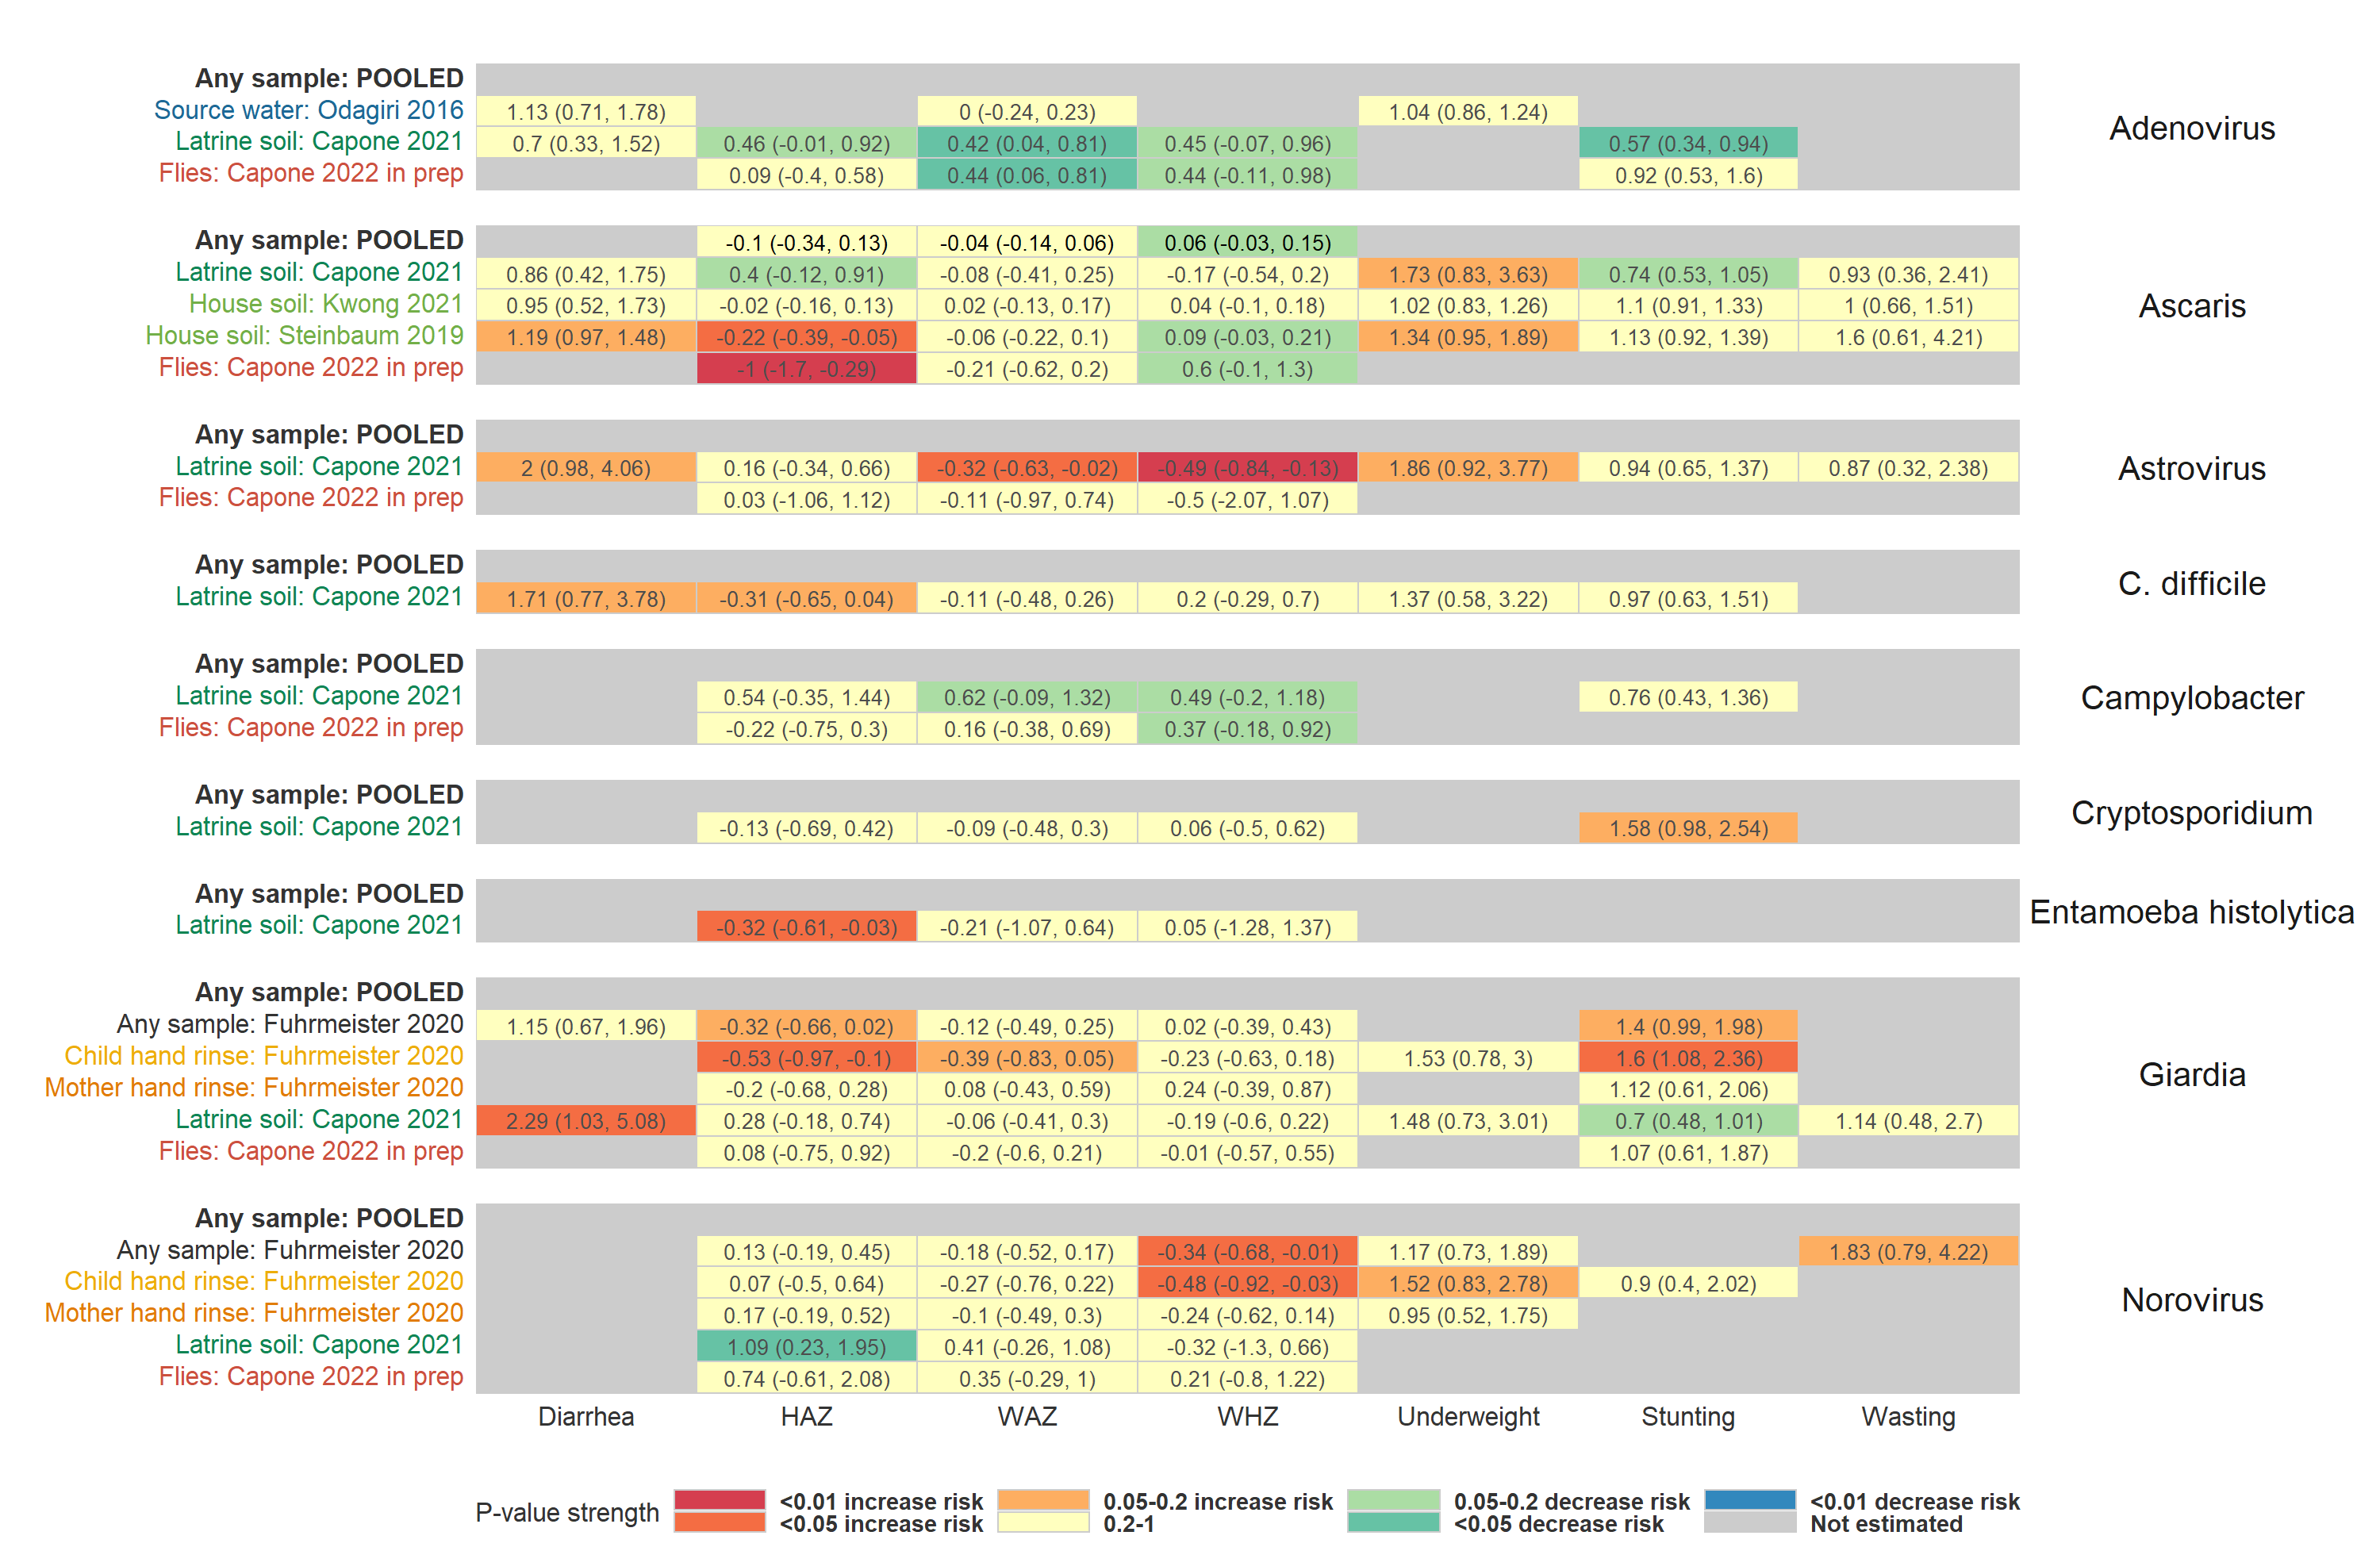 Any sample: POOLED
Source water: Odagiri 2016 1.13 (0.71, 1.78) 0 (-0.24, 0.23) 1.04 (0.86, 1.24)
Latrine soil: Capone 2021 0.7 (0.33, 1.52) 0.46 (-0.01, 0.92) 0.42 (0.04, 0.81) 0.45 (-0.07, 0.96) 0.57 (0.34, 0.94)
Flies: Capone 2022 in prep 0.09 (-0.4, 0.58) 0.44 (0.06, 0.81) 0.44 (-0.11, 0.98) 0.92 (0.53, 1.6)
Adenovirus
Any sample: POOLED -0.1 (-0.34, 0.13) -0.04 (-0.14, 0.06) 0.06 (-0.03, 0.15)
Latrine soil: Capone 2021 0.86 (0.42, 1.75) 0.4 (-0.12, 0.91) -0.08 (-0.41, 0.25) -0.17 (-0.54, 0.2) 1.73 (0.83, 3.63) 0.74 (0.53, 1.05) 0.93 (0.36, 2.41)
House soil: Kwong 2021 0.95 (0.52, 1.73) -0.02 (-0.16, 0.13) 0.02 (-0.13, 0.17) 0.04 (-0.1, 0.18) 1.02 (0.83, 1.26) 1.1 (0.91, 1.33) 1 (0.66, 1.51)
House soil: Steinbaum 2019 1.19 (0.97, 1.48) -0.22 (-0.39, -0.05) -0.06 (-0.22, 0.1) 0.09 (-0.03, 0.21) 1.34 (0.95, 1.89) 1.13 (0.92, 1.39) 1.6 (0.61, 4.21)
Flies: Capone 2022 in prep -1 (-1.7, -0.29) -0.21 (-0.62, 0.2) 0.6 (-0.1, 1.3)
Ascaris
Any sample: POOLED
Latrine soil: Capone 2021 2 (0.98, 4.06) 0.16 (-0.34, 0.66) -0.32 (-0.63, -0.02) -0.49 (-0.84, -0.13) 1.86 (0.92, 3.77) 0.94 (0.65, 1.37) 0.87 (0.32, 2.38)
Flies: Capone 2022 in prep 0.03 (-1.06, 1.12) -0.11 (-0.97, 0.74) -0.5 (-2.07, 1.07)
Astrovirus
Any sample: POOLED
Latrine soil: Capone 2021 1.71 (0.77, 3.78) -0.31 (-0.65, 0.04) -0.11 (-0.48, 0.26) 0.2 (-0.29, 0.7) 1.37 (0.58, 3.22) 0.97 (0.63, 1.51)
C. difficile
Any sample: POOLED
Latrine soil: Capone 2021 0.54 (-0.35, 1.44) 0.62 (-0.09, 1.32) 0.49 (-0.2, 1.18) 0.76 (0.43, 1.36)
Flies: Capone 2022 in prep -0.22 (-0.75, 0.3) 0.16 (-0.38, 0.69) 0.37 (-0.18, 0.92)
Campylobacter
Any sample: POOLED
Latrine soil: Capone 2021 -0.13 (-0.69, 0.42) -0.09 (-0.48, 0.3) 0.06 (-0.5, 0.62) 1.58 (0.98, 2.54)
Cryptosporidium
Any sample: POOLED
Latrine soil: Capone 2021 -0.32 (-0.61, -0.03) -0.21 (-1.07, 0.64) 0.05 (-1.28, 1.37)
Entamoeba histolytica
Any sample: POOLED
Any sample: Fuhrmeister 2020 1.15 (0.67, 1.96) -0.32 (-0.66, 0.02) -0.12 (-0.49, 0.25) 0.02 (-0.39, 0.43) 1.4 (0.99, 1.98)
Child hand rinse: Fuhrmeister 2020 -0.53 (-0.97, -0.1) -0.39 (-0.83, 0.05) -0.23 (-0.63, 0.18) 1.53 (0.78, 3) 1.6 (1.08, 2.36)
Mother hand rinse: Fuhrmeister 2020 -0.2 (-0.68, 0.28) 0.08 (-0.43, 0.59) 0.24 (-0.39, 0.87) 1.12 (0.61, 2.06)
Latrine soil: Capone 2021 2.29 (1.03, 5.08) 0.28 (-0.18, 0.74) -0.06 (-0.41, 0.3) -0.19 (-0.6, 0.22) 1.48 (0.73, 3.01) 0.7 (0.48, 1.01) 1.14 (0.48, 2.7)
Flies: Capone 2022 in prep 0.08 (-0.75, 0.92) -0.2 (-0.6, 0.21) -0.01 (-0.57, 0.55) 1.07 (0.61, 1.87)
Giardia
Any sample: POOLED
Any sample: Fuhrmeister 2020 0.13 (-0.19, 0.45) -0.18 (-0.52, 0.17) -0.34 (-0.68, -0.01) 1.17 (0.73, 1.89) 1.83 (0.79, 4.22)
Child hand rinse: Fuhrmeister 2020 0.07 (-0.5, 0.64) -0.27 (-0.76, 0.22) -0.48 (-0.92, -0.03) 1.52 (0.83, 2.78) 0.9 (0.4, 2.02)
Mother hand rinse: Fuhrmeister 2020 0.17 (-0.19, 0.52) -0.1 (-0.49, 0.3) -0.24 (-0.62, 0.14) 0.95 (0.52, 1.75)
Latrine soil: Capone 2021 1.09 (0.23, 1.95) 0.41 (-0.26, 1.08) -0.32 (-1.3, 0.66)
Flies: Capone 2022 in prep 0.74 (-0.61, 2.08) 0.35 (-0.29, 1) 0.21 (-0.8, 1.22)
Norovirus
Diarrhea HAZ WAZ WHZ Underweight Stunting Wasting
P-value strength
<0.01 increase risk 0.05-0.2 increase risk 0.05-0.2 decrease risk <0.01 decrease risk
<0.05 increase risk 0.2-1 <0.05 decrease risk Not estimated